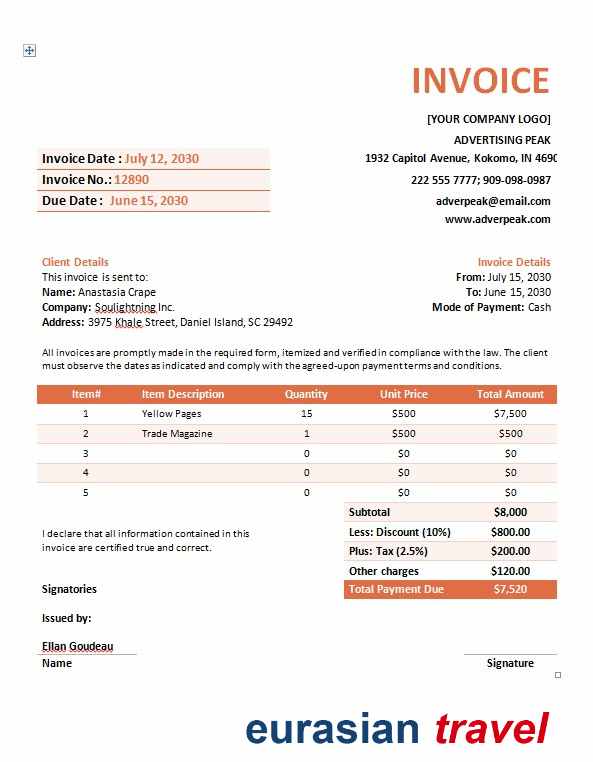 INVOICE
[YOUR COMPANY LOGO]
ADVERTISING PEAK
Invoice Date : July 12, 2030
1932 Capitol Avenue, Kokomo, IN 4690
Invoice No.: 12890
222 555 7777; 909-098-0987
Due Date : June 15, 2030
adverpeak@email.com
www.adverpeak.com
Client Details
Invoice Details
This invoice is sent to:
From: July 15, 2030
Name: Anastasia Crape
To: June 15, 2030
Company: Soulightning Inc.
Mode of Payment: Cash
Address: 3975 Khale Street, Daniel Island, SC 29492
All invoices are promptly made in the required form, itemized and verified in compliance with the law. The client
must observe the dates as indicated and comply with the agreed-upon payment terms and conditions.
Item# Item Description Quantity Unit Price Total Amount
1 Yellow Pages 15 $500 $7,500
2 Trade Magazine 1 $500 $500
3 0 $0 $0
4 0 $0 $0
5 0 $0 $0
Subtotal $8,000
Less: Discount (10%) $800.00
I declare that all information contained in this
invoice are certified true and correct.
Plus: Tax (2.5%) $200.00
Other charges $120.00
Signatories
Total Payment Due $7,520
Issued by:
Ellan Goudeau
Name
Signature
eurasian travel